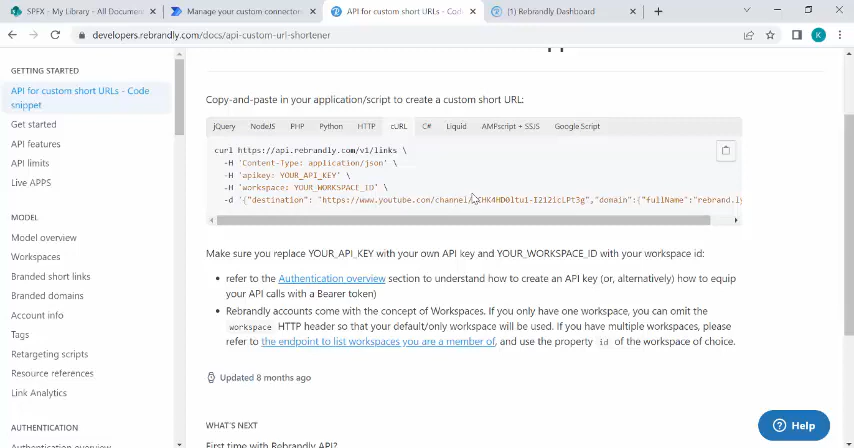 SPFX - My Library - All Documen
Manage your custom connector
API for custom short URLs - Cod
(1) Rebrandly Dashboard
developers.rebrandly.com/docs/api-custom-url-shortener
K
GETTING STARTED
API for custom short URLs - Code
snippet
Get started
API features
API limits
Live APPS
MODEL
Model overview
Workspaces
Branded short links
Branded domains
Account info
Tags
Retargeting scripts
Resource references
Link Analytics
AUTHENTICATION
Authentication overview
Copy-and-paste in your application/script to create a custom short URL:
jQuery NodeJS PHP Python HTTP cURL C# Liquid AMPscript + SSJS Google Script
curl https://api.rebrandly.com/v1/links \
-H 'Content-Type: application/json' \
-H 'apikey: YOUR_API_KEY' \
-H 'workspace: YOUR_WORKSPACE_ID' \
-d '{"destination": "https://www.youtube.com/channel/ CHK4HD0ltu1-I212icLPt3g","domain":{"fullName":"rebrand.ly
Make sure you replace YOUR_API_KEY with your own API key and YOUR_WORKSPACE_ID with your workspace id:
• refer to the Authentication overview section to understand how to create an API key (or, alternatively) how to equip
your API calls with a Bearer token)
• Rebrandly accounts come with the concept of Workspaces. If you only have one workspace, you can omit the
workspace HTTP header so that your default/only workspace will be used. If you have multiple workspaces, please
refer to the endpoint to list workspaces you are a member of, and use the property id of the workspace of choice.
Updated 8 months ago
WHAT'S NEXT
First time with Rebrandly API?
Help